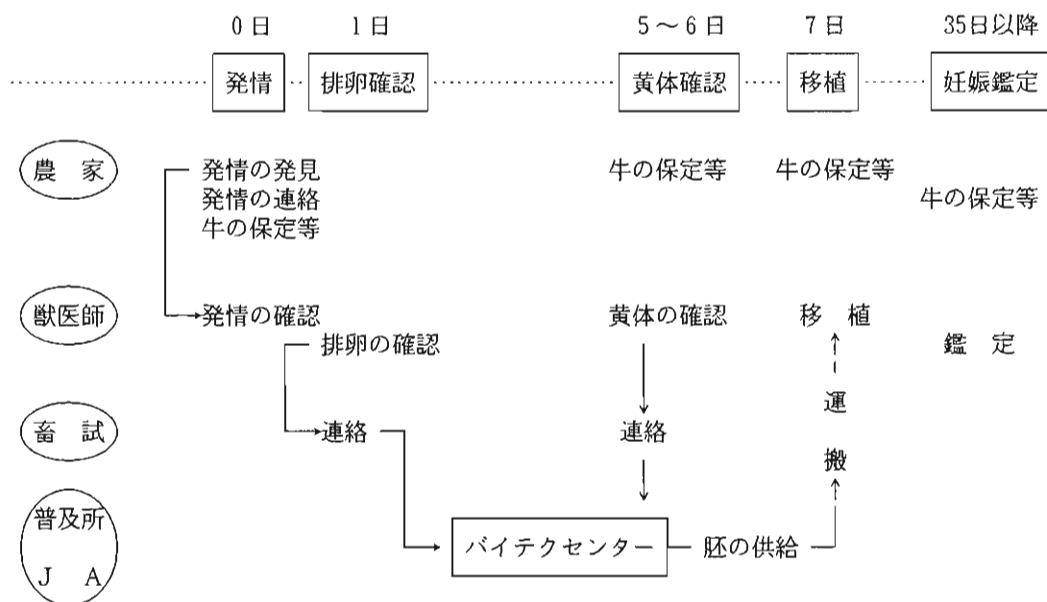 0日 1日 5～6日 7日 35日以降
発情 排卵確認 黄体確認 移植 妊娠鑑定
農 家 発情の発見 牛の保定等 牛の保定等
発情の連絡 牛の保定等
牛の保定等
獣医師 発情の確認 黄体の確認 移 植
排卵の確認 鑑 定
運
畜 試 連絡 連絡
搬
普及所
バイテクセンター 胚の供給
J A